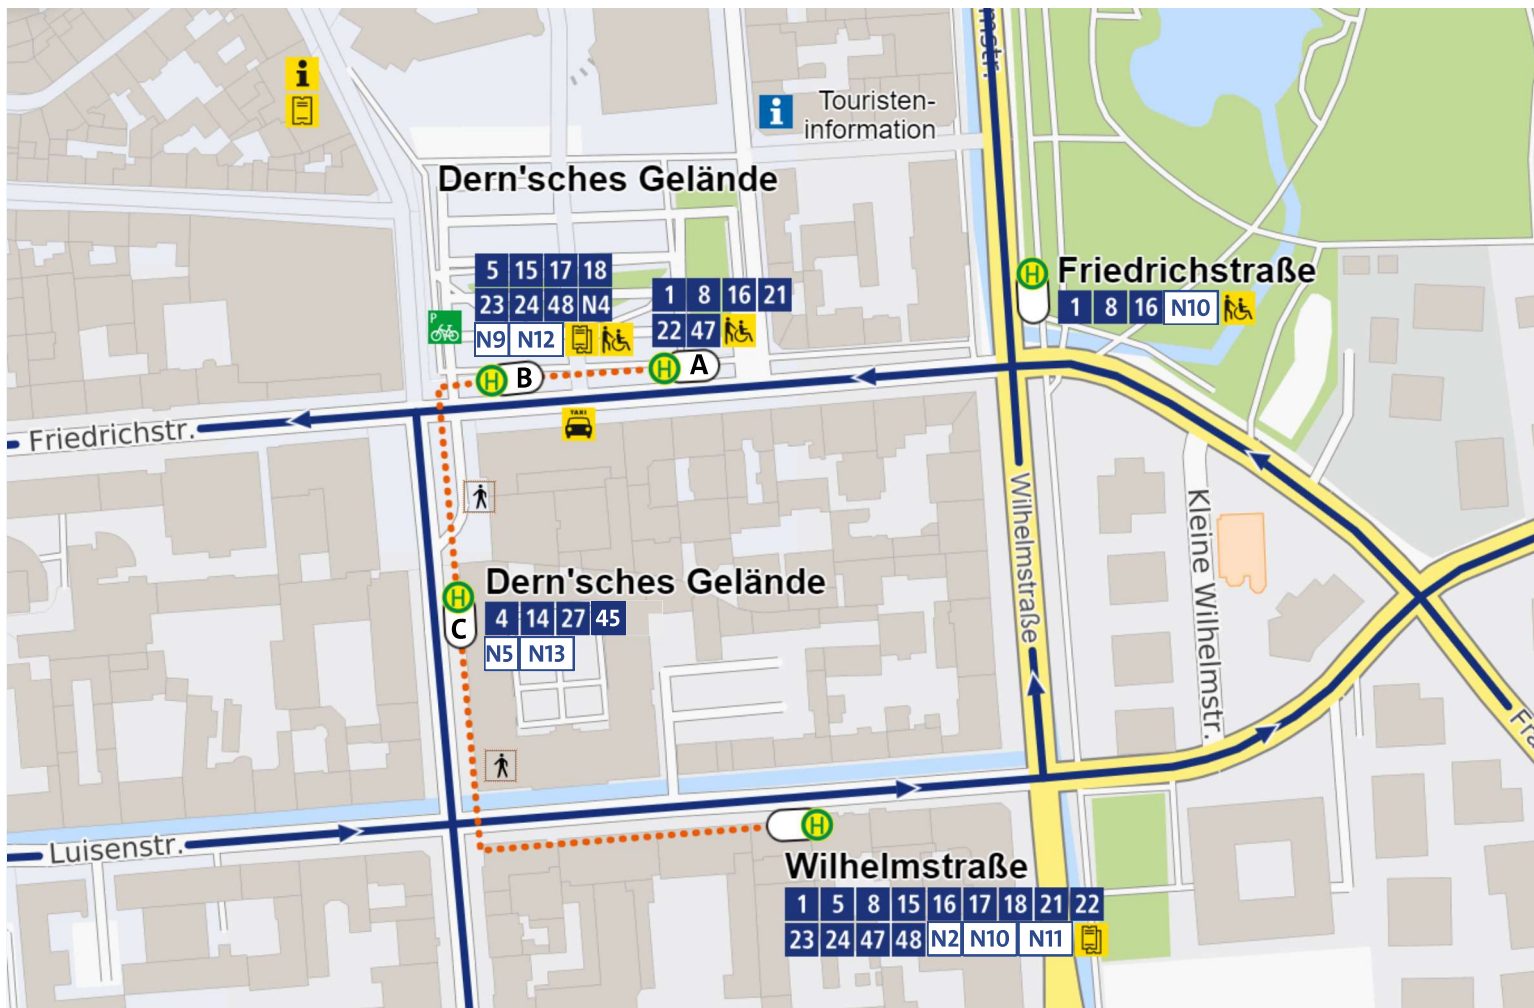 mstr.
i
i
Touristen-
information
Dern'sches Gelände
5 15 17 18
23 24 48 N4
N9 N12
1 8 16 21
22 47
H
Friedrichstraße
1 8 16 N10
P
H B
H A
TAXI
Friedrichstr.
Wilhelmstraße
Kleine Wilhelmstr.
H
C
Dern'sches Gelände
4 14 27 45
N5 N13
Fra
Luisenstr.
H
Wilhelmstraße
1 5 8 15 16 17 18 21 22
23 24 47 48 N2 N10 N11